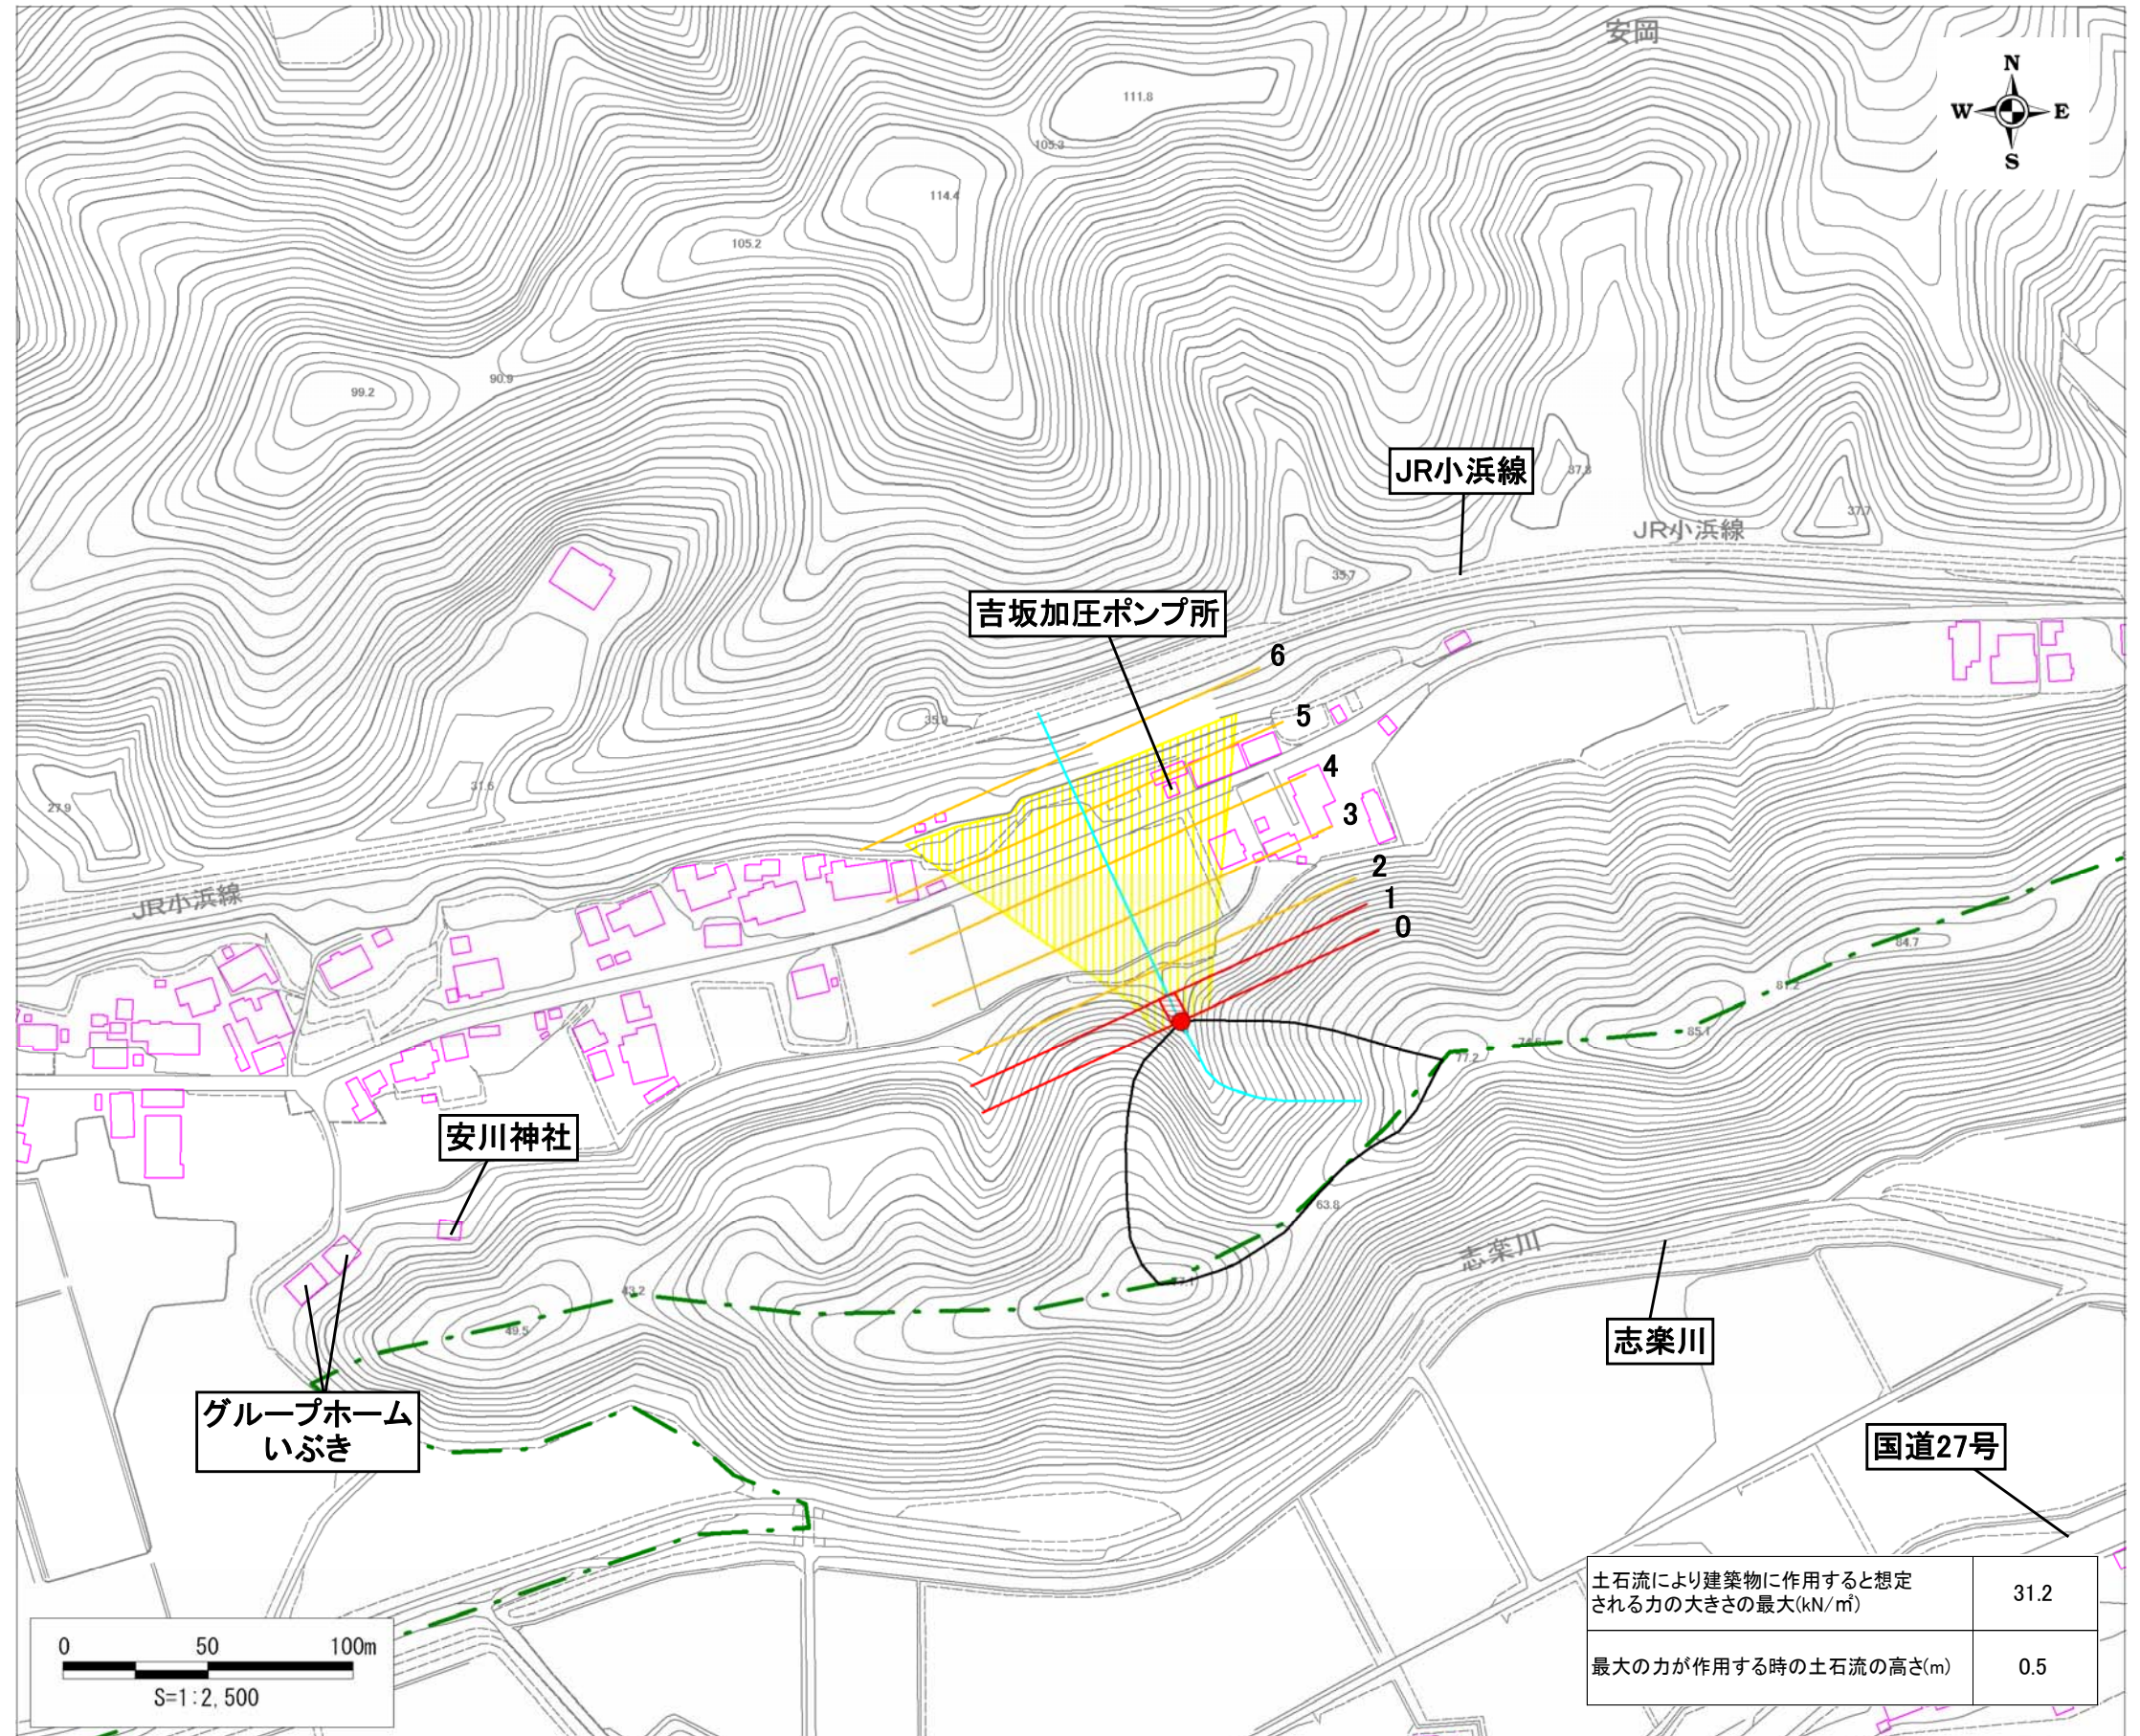 安岡
N
W
E
S
111.8
105.3
114.4
105.2
99.2
90.9
JR小浜線
37.8
37.7
JR小浜線
35.7
吉坂加圧ポンプ所
6
35.9
5
4
31.6
27.9
3
2
1
0
JR小浜線
84.7
81.2
85.1
77.2
安川神社
63.8
志楽川
43.2
49.5
志楽川
グループホーム
いぶき
国道27号
土石流により建築物に作用すると想定
される力の大きさの最大(kN/㎡)
31.2
最大の力が作用する時の土石流の高さ(m)
0.5
0
50
100m
S=1:2,500